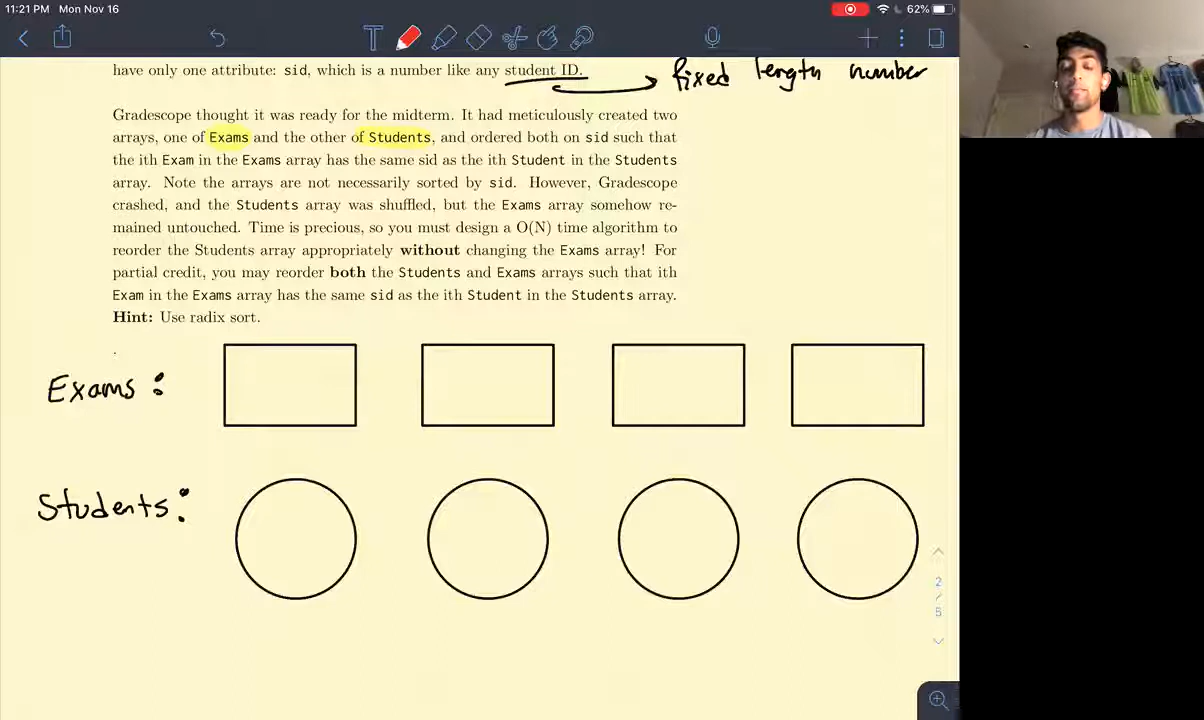 11:21 PM Mon Nov 16
62%
T
have only one attribute: sid, which is a number like any student ID.
fixed length number
Gradescope thought it was ready for the midterm. It had meticulously created two
arrays, one of Exams and the other of Students, and ordered both on sid such that
the ith Exam in the Exams array has the same sid as the ith Student in the Students
array. Note the arrays are not necessarily sorted by sid. However, Gradescope
crashed, and the Students array was shuffled, but the Exams array somehow re-
mained untouched. Time is precious, so you must design a O(N) time algorithm to
reorder the Students array appropriately without changing the Exams array! For
partial credit, you may reorder both the Students and Exams arrays such that ith
Exam in the Exams array has the same sid as the ith Student in the Students array.
Hint: Use radix sort.
Exams:
Students:
2
/
5